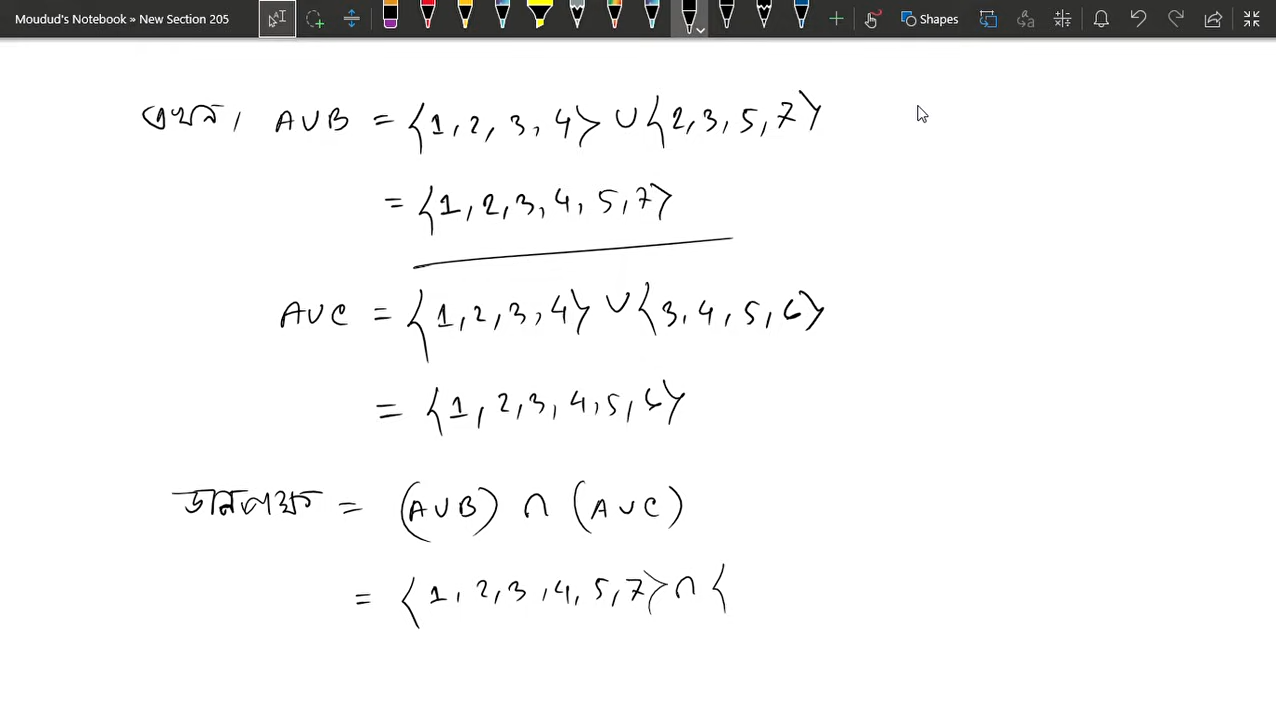 Moudud's Notebook » New Section 205
Shapes
এখন, A∪B = {1, 2, 3, 4} ∪ {2, 3, 5, 7}
= {1, 2, 3, 4, 5, 7}
A∪C = {1, 2, 3, 4} ∪ {3, 4, 5, 6}
= {1, 2, 3, 4, 5, 6}
ডানপক্ষ = (A∪B) ∩ (A∪C)
= {1, 2, 3, 4, 5, 7} ∩ {